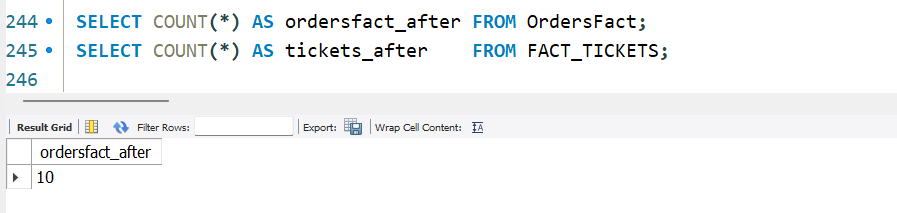 244 SELECT COUNT(*) AS ordersfact_after FROM OrdersFact;
245 SELECT COUNT(*) AS tickets_after    FROM FACT_TICKETS;
246
Result Grid Filter Rows: Export: Wrap Cell Content: IA
ordersfact_after
10